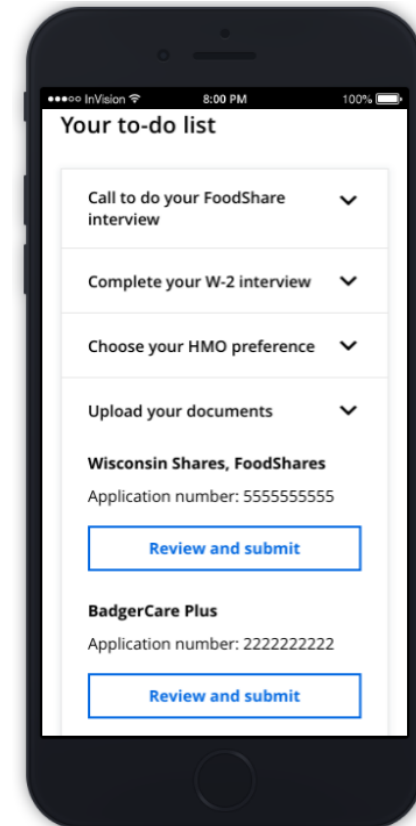 InVision 8:00 PM 100%
Your to-do list
Call to do your FoodShare
interview
Complete your W-2 interview
Choose your HMO preference
Upload your documents
Wisconsin Shares, FoodShares
Application number: 5555555555
Review and submit
BadgerCare Plus
Application number: 2222222222
Review and submit